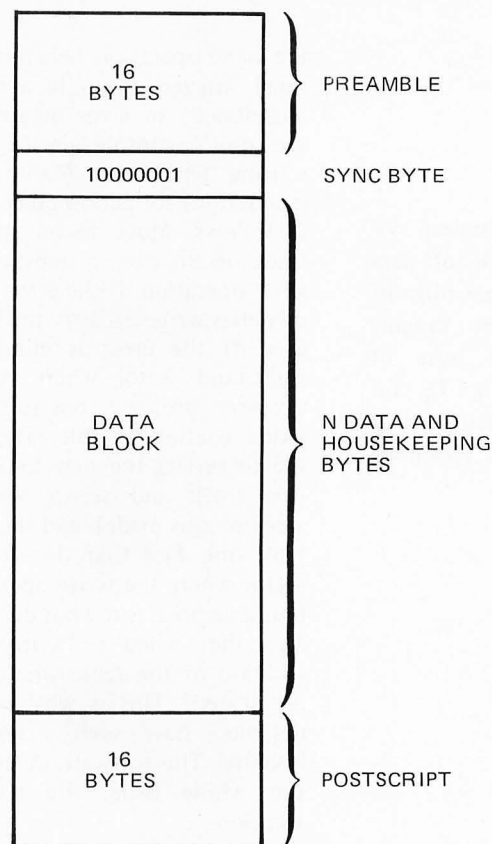 16
BYTES
PREAMBLE
10000001
SYNC BYTE
DATA
BLOCK
N DATA AND
HOUSEKEEPING
BYTES
16
BYTES
POSTSCRIPT